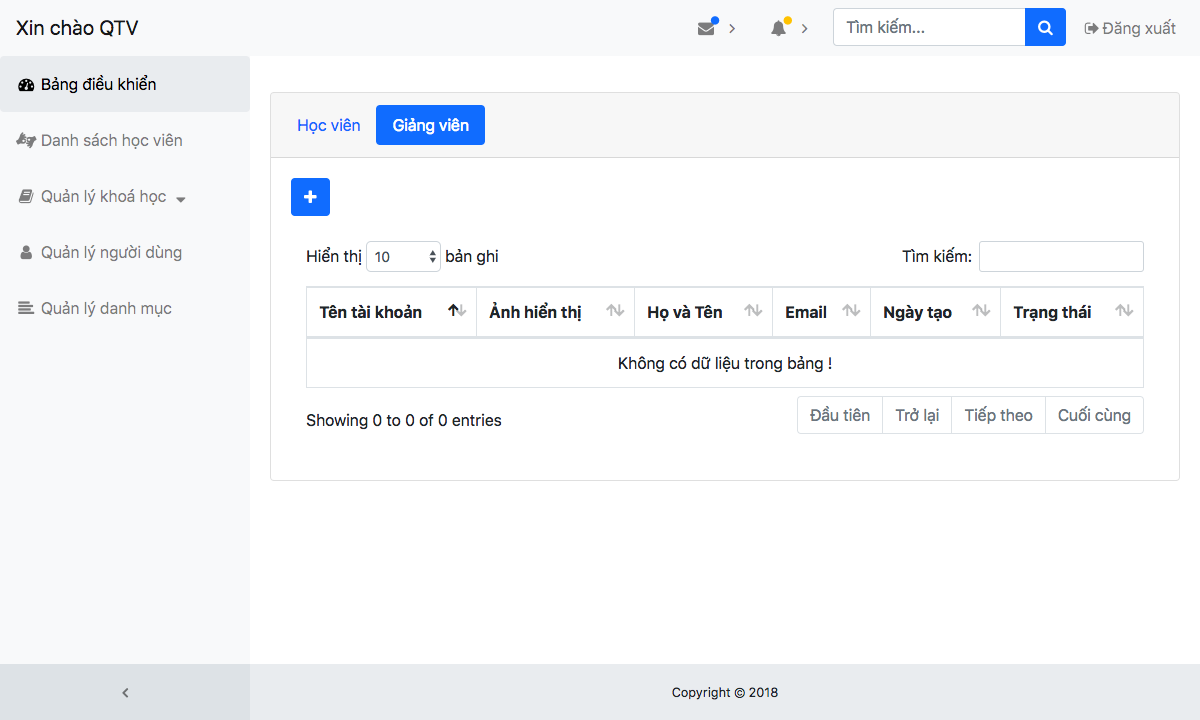 Xin chào QTV
Tìm kiếm...
Đăng xuất
Bảng điều khiển
Danh sách học viên
Quản lý khoá học
Quản lý người dùng
Quản lý danh mục
Học viên
Giảng viên
Hiển thị 10 bản ghi
Tìm kiếm:
Tên tài khoản Ảnh hiển thị Họ và Tên Email Ngày tạo Trạng thái
Không có dữ liệu trong bảng !
Showing 0 to 0 of 0 entries
Đầu tiên Trở lại Tiếp theo Cuối cùng
Copyright © 2018